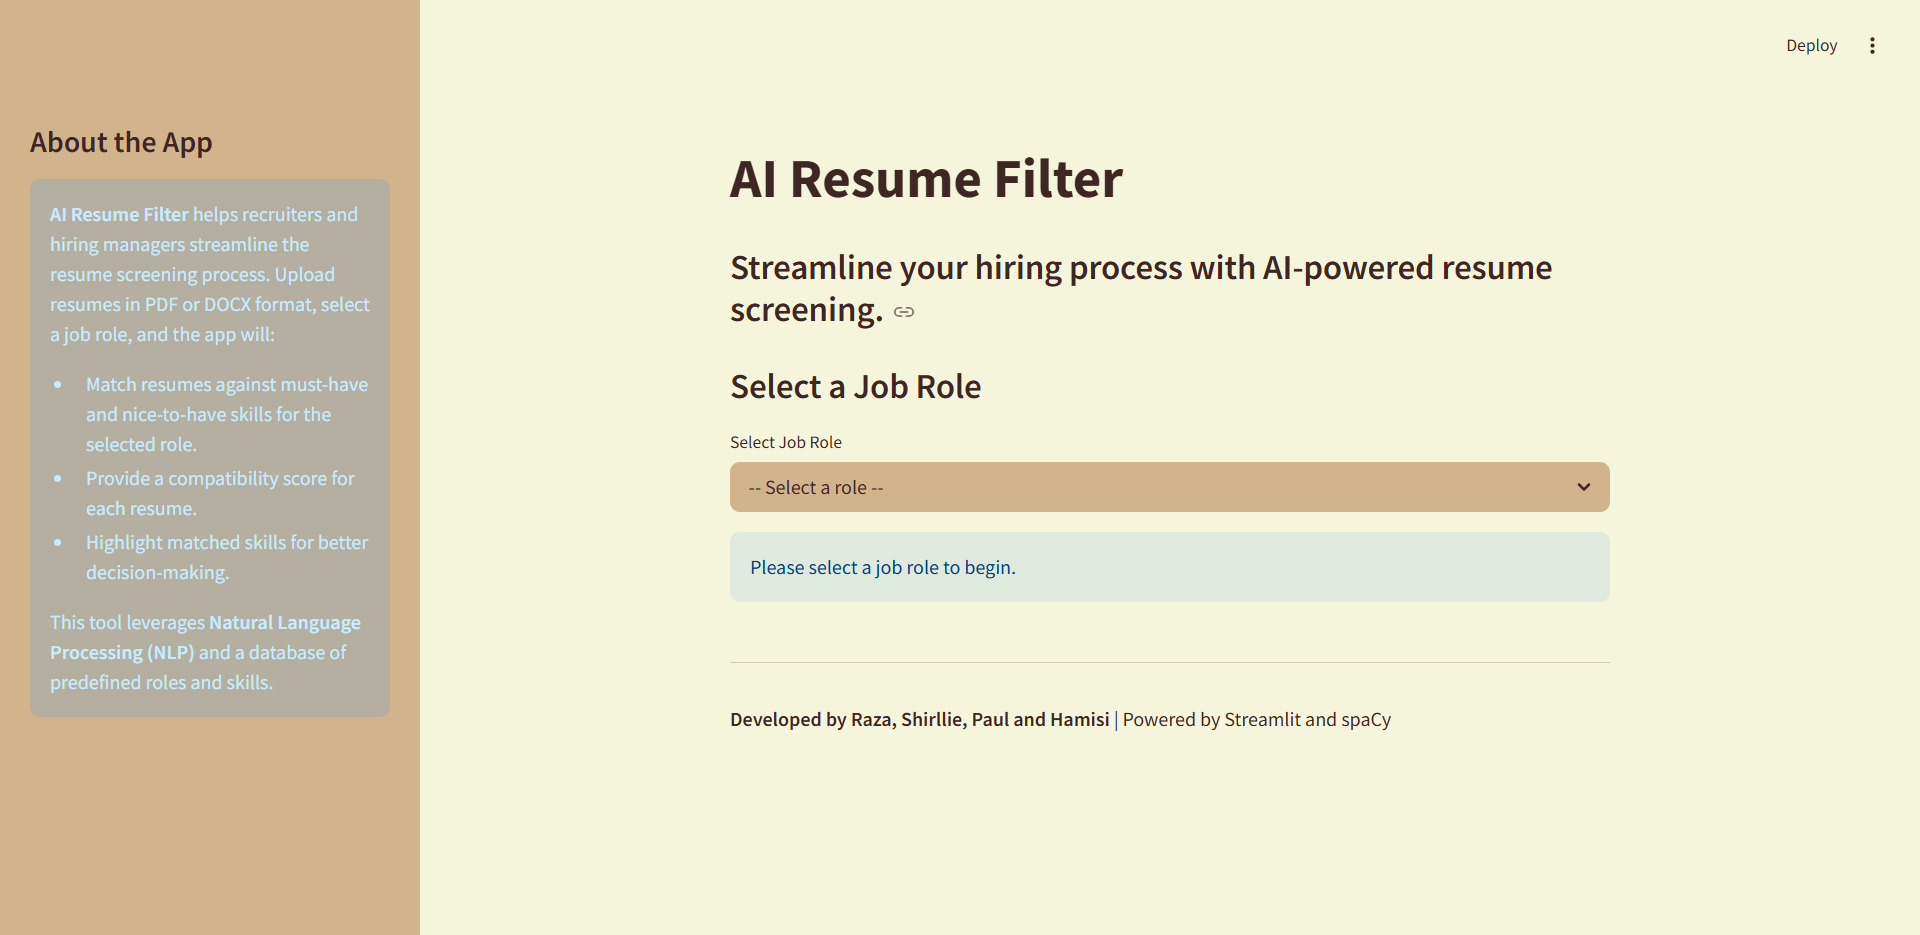 Deploy
About the App
AI Resume Filter helps recruiters and
hiring managers streamline the
resume screening process. Upload
resumes in PDF or DOCX format, select
a job role, and the app will:
• Match resumes against must-have
and nice-to-have skills for the
selected role.
• Provide a compatibility score for
each resume.
• Highlight matched skills for better
decision-making.
This tool leverages Natural Language
Processing (NLP) and a database of
predefined roles and skills.
AI Resume Filter
Streamline your hiring process with AI-powered resume
screening.
Select a Job Role
Select Job Role
-- Select a role --
Please select a job role to begin.
Developed by Raza, Shirllie, Paul and Hamisi | Powered by Streamlit and spaCy